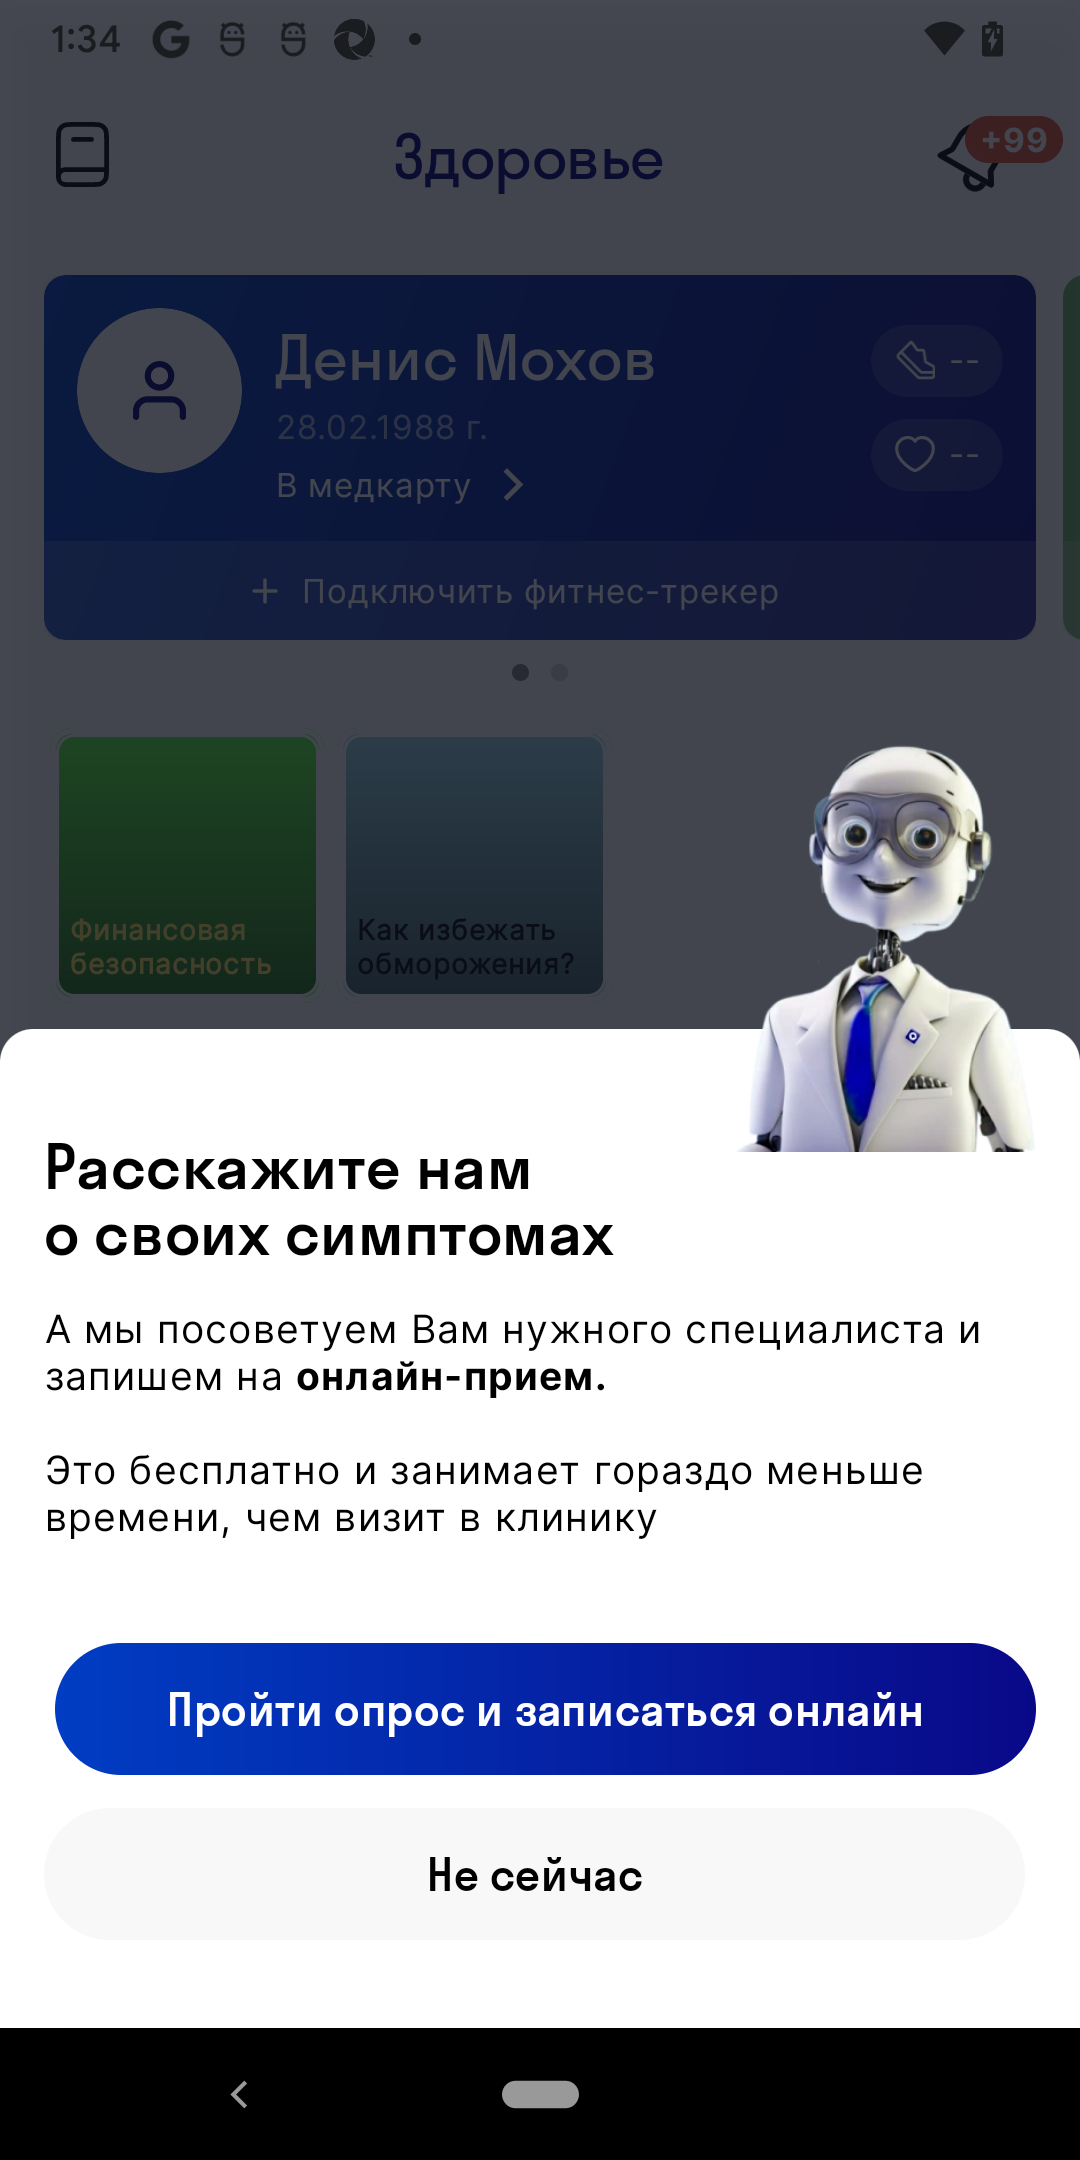 1:34
Здоровье
+99
Денис Мохов
--
28.02.1988 г.
--
В медкарту
+ Подключить фитнес-трекер
Финансовая
безопасность
Как избежать
обморожения?
Расскажите нам
о своих симптомах
А мы посоветуем Вам нужного специалиста и
запишем на онлайн-прием.
Это бесплатно и занимает гораздо меньше
времени, чем визит в клинику
Пройти опрос и записаться онлайн
Не сейчас